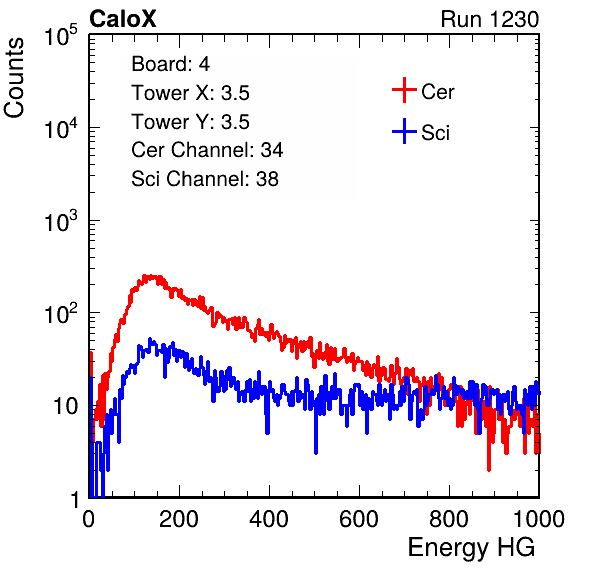 CaloX Run 1230
Counts
10^5
10^4
10^3
10^2
10
1
Board: 4
Tower X: 3.5
Tower Y: 3.5
Cer Channel: 34
Sci Channel: 38
Cer
Sci
0 200 400 600 800 1000
Energy HG